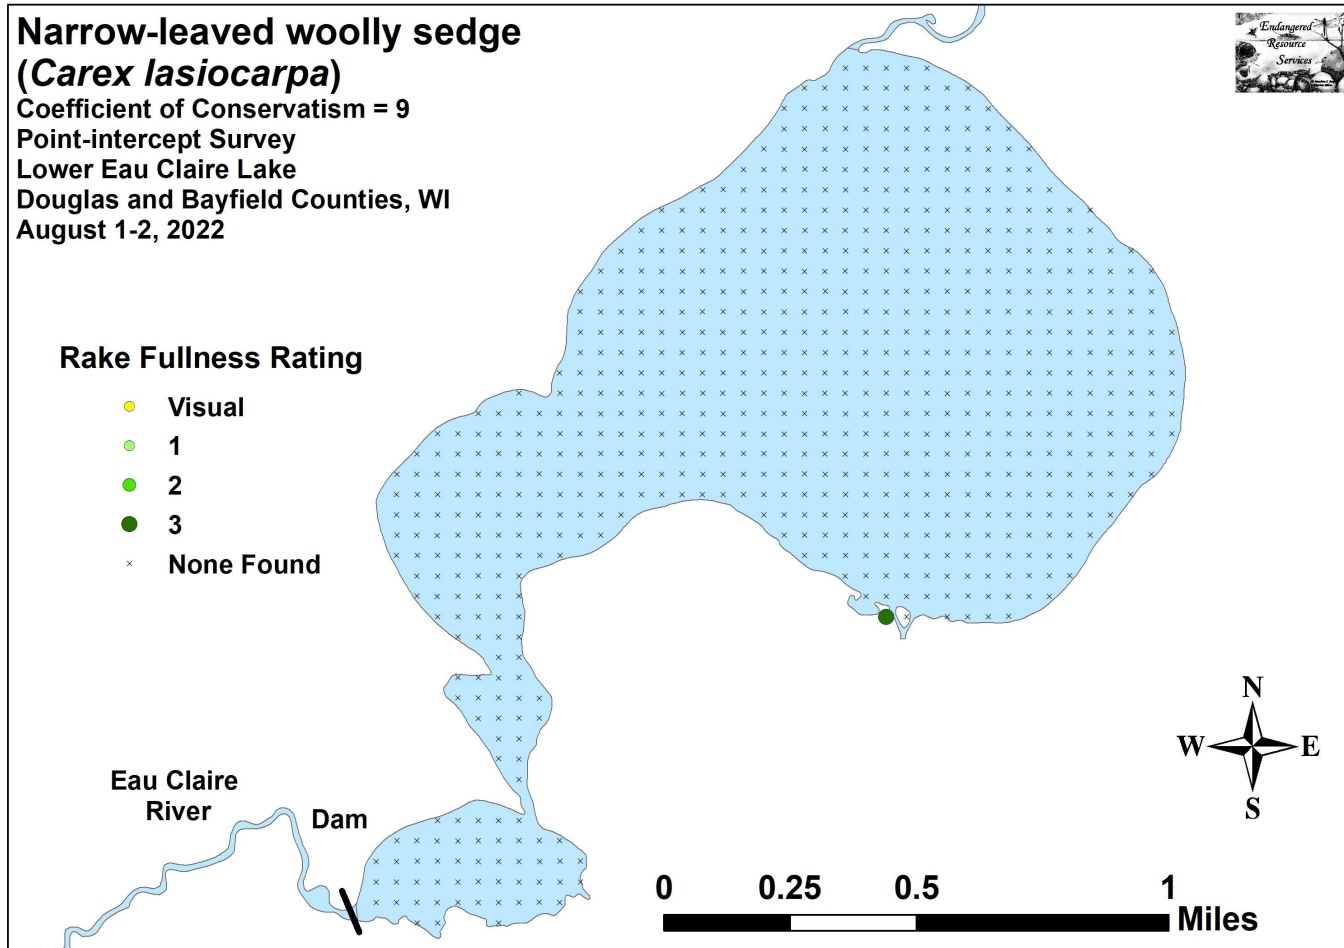 Narrow-leaved woolly sedge
(Carex lasiocarpa)
Coefficient of Conservatism = 9
Point-intercept Survey
Lower Eau Claire Lake
Douglas and Bayfield Counties, WI
August 1-2, 2022
Endangered
Resource
Services
Rake Fullness Rating
Visual
1
2
3
None Found
Eau Claire
River
Dam
N
W E
S
0 0.25 0.5 1
Miles